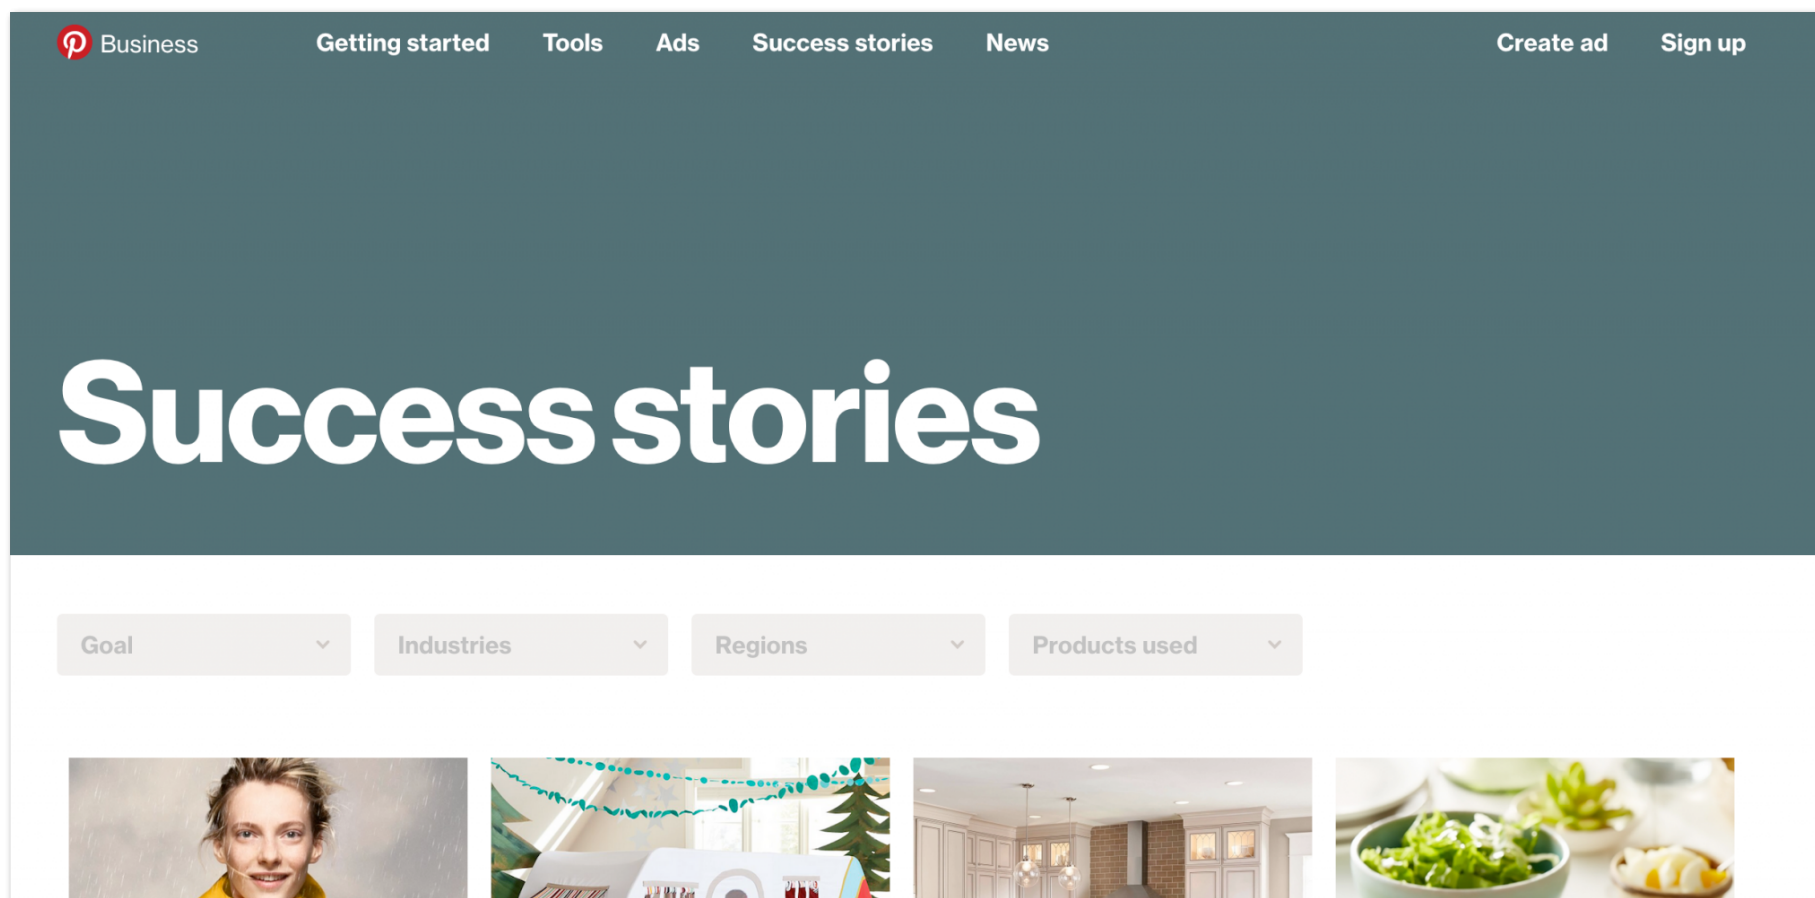 Business
Getting started
Tools
Ads
Success stories
News
Create ad
Sign up
Success stories
Goal
Industries
Regions
Products used